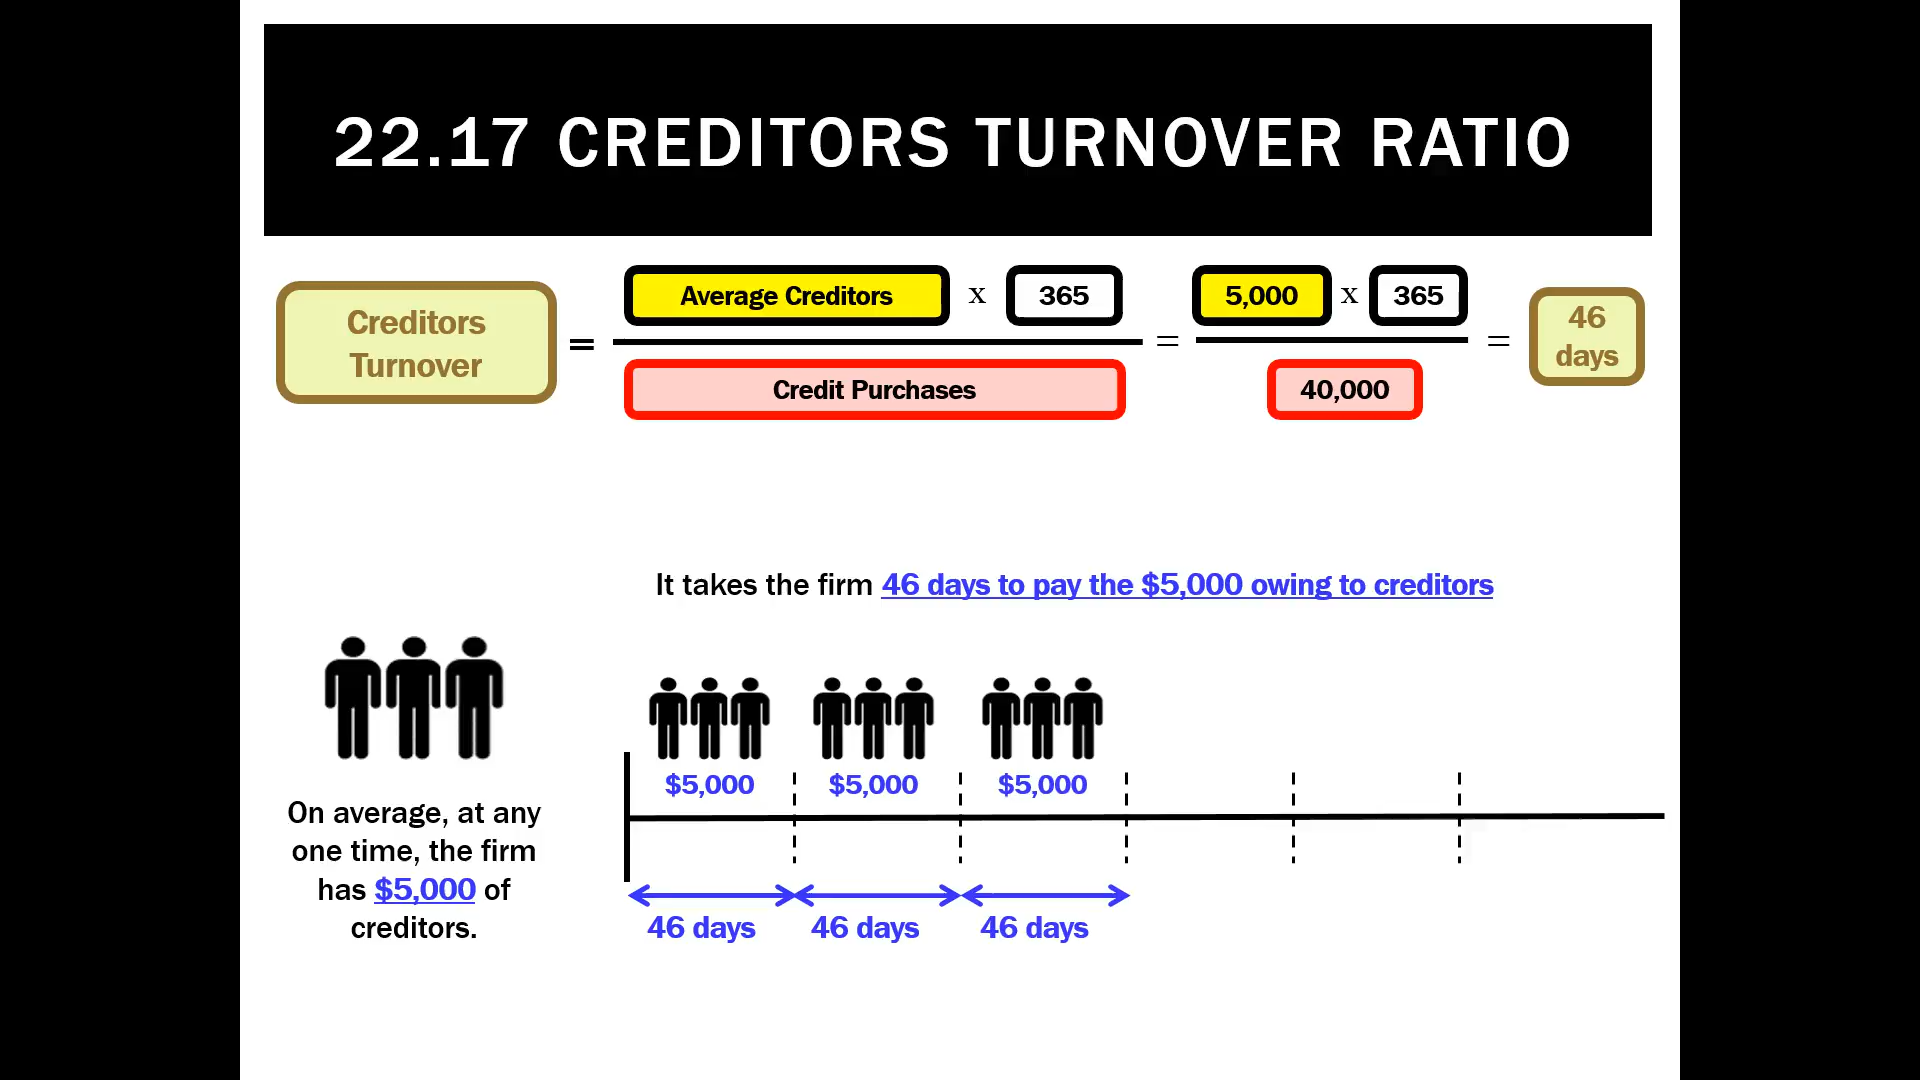 22.17 CREDITORS TURNOVER RATIO
Creditors
Turnover
=
Average Creditors x 365
Credit Purchases
=
5,000 x 365
40,000
=
46
days
It takes the firm 46 days to pay the $5,000 owing to creditors
On average, at any
one time, the firm
has $5,000 of
creditors.
$5,000 $5,000 $5,000
46 days 46 days 46 days